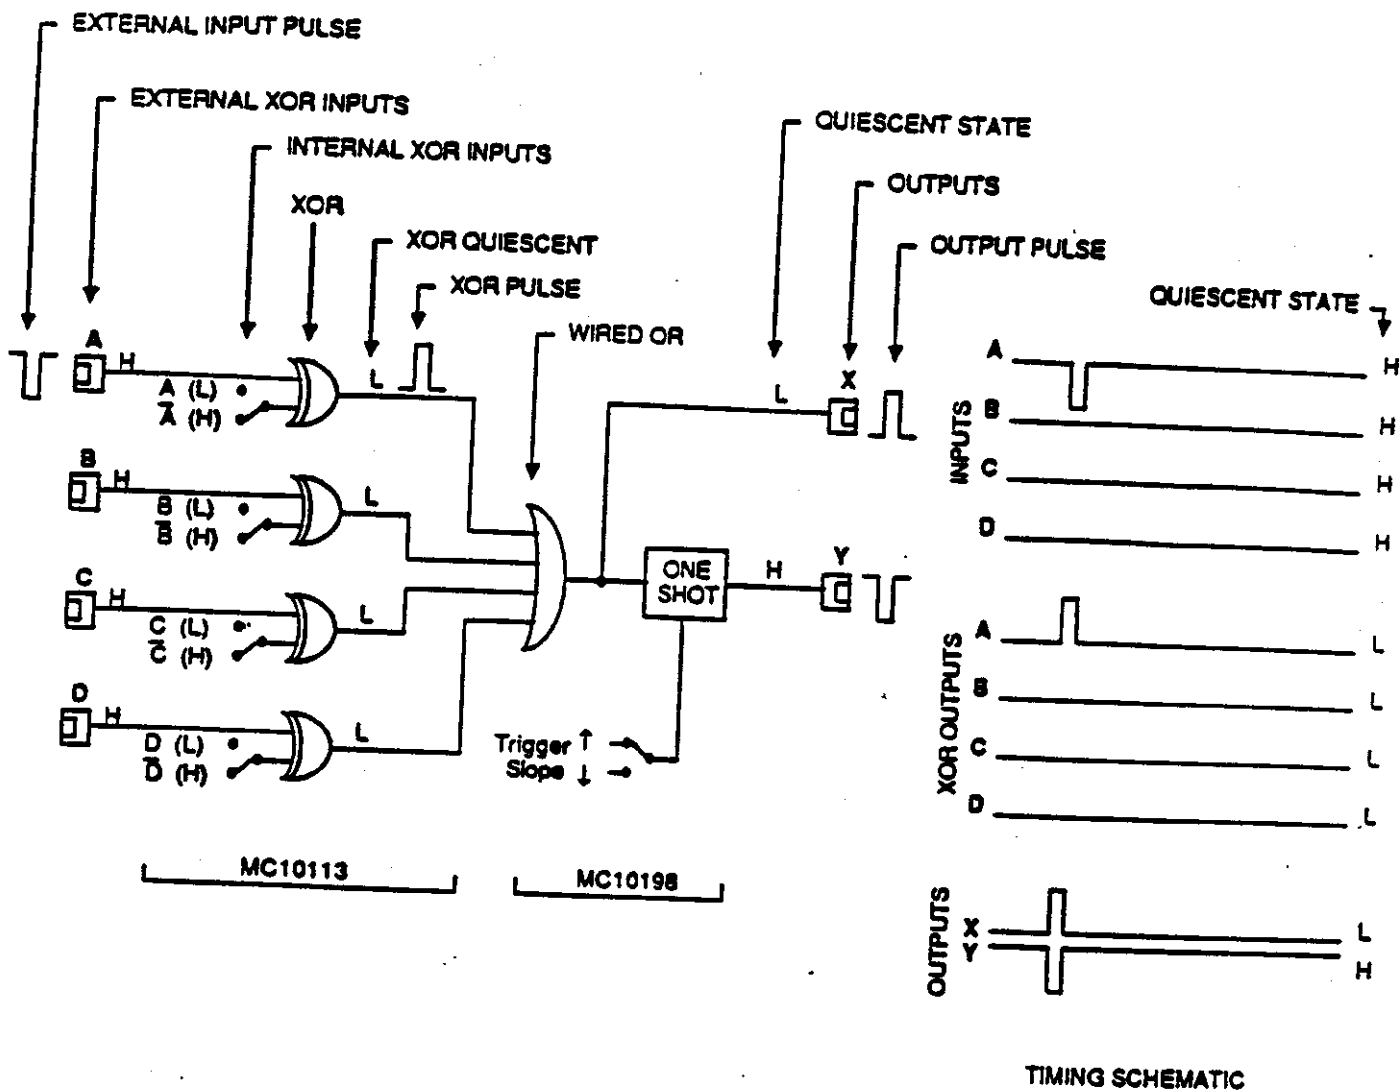 EXTERNAL INPUT PULSE
EXTERNAL XOR INPUTS
INTERNAL XOR INPUTS
XOR
XOR QUIESCENT
XOR PULSE
WIRED OR
QUIESCENT STATE
OUTPUTS
OUTPUT PULSE
QUIESCENT STATE
A
H
A (L)
A̅ (H)
L
B
H
B (L)
B̅ (H)
L
C
H
C (L)
C̅ (H)
L
D
H
D (L)
D̅ (H)
L
L
X
ONE
SHOT
H
Y
Trigger ↑
Slope ↓
MC10113
MC10198
INPUTS
A H
B H
C H
D H
XOR OUTPUTS
A L
B L
C L
D L
OUTPUTS
X L
Y H
TIMING SCHEMATIC